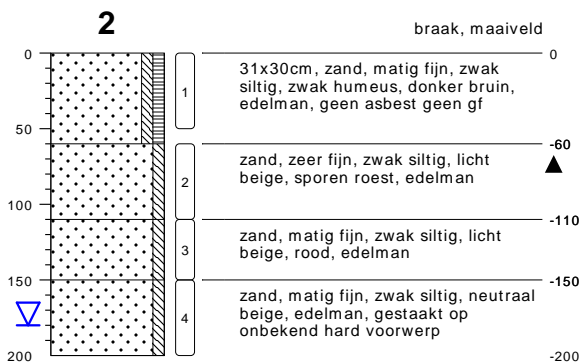 2
braak, maaiveld
0
0
31x30cm, zand, matig fijn, zwak
siltig, zwak humeus, donker bruin,
edelman, geen asbest geen gf
1
50
-60
zand, zeer fijn, zwak siltig, licht
beige, sporen roest, edelman
2
100
-110
zand, matig fijn, zwak siltig, licht
beige, rood, edelman
3
150
-150
zand, matig fijn, zwak siltig, neutraal
beige, edelman, gestaakt op
onbekend hard voorwerp
4
200
-200